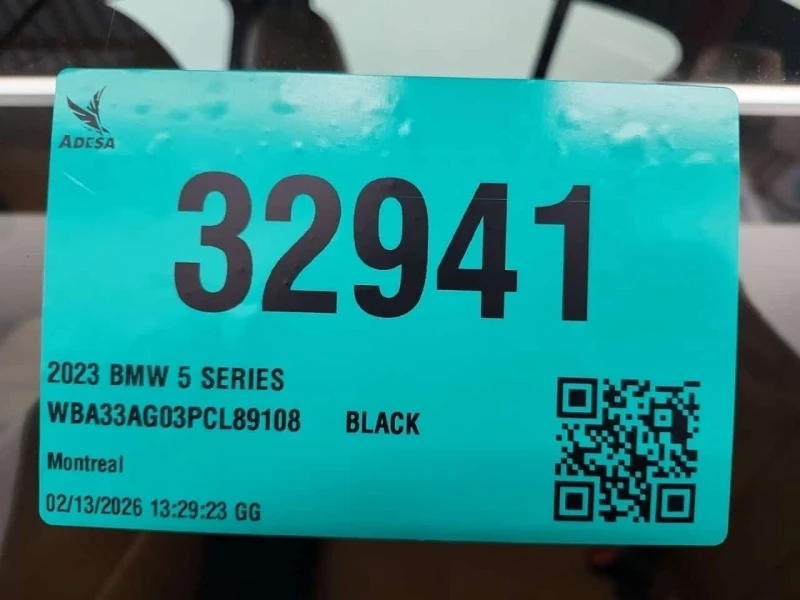 ADESA
32941
2023 BMW 5 SERIES
WBA33AG03PCL89108 BLACK
Montreal
02/13/2026 13:29:23 GG